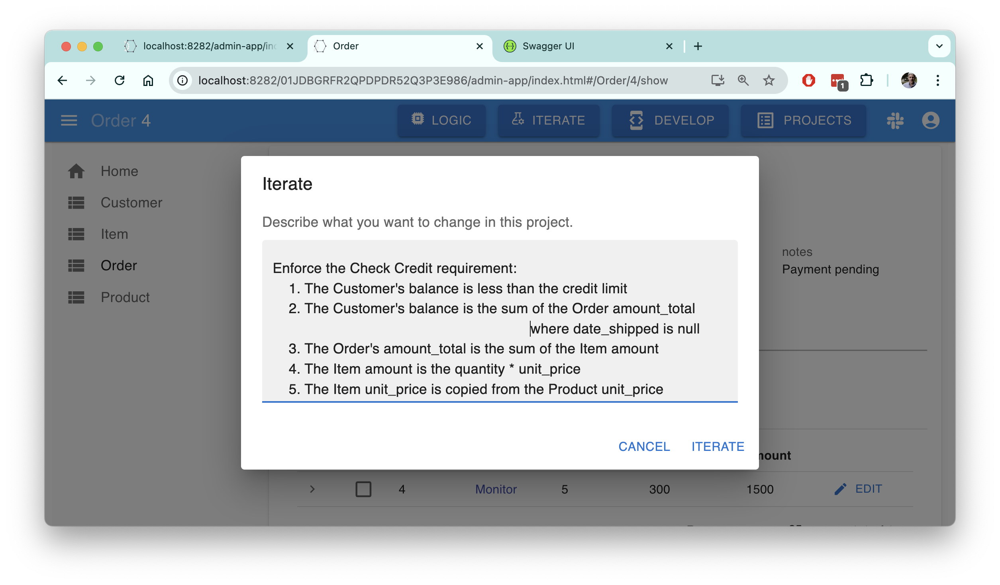 localhost:8282/admin-app/in
Order
Swagger UI
localhost:8282/01JDBGRFR2QPDPDR52Q3P3E986/admin-app/index.html#/Order/4/show
1
Order 4
LOGIC
ITERATE
DEVELOP
PROJECTS
Home
Customer
Item
Order
Product
Iterate
Describe what you want to change in this project.
Enforce the Check Credit requirement:
1. The Customer's balance is less than the credit limit
2. The Customer's balance is the sum of the Order amount_total
where date_shipped is null
3. The Order's amount_total is the sum of the Item amount
4. The Item amount is the quantity * unit_price
5. The Item unit_price is copied from the Product unit_price
CANCEL
ITERATE
notes
Payment pending
mount
4 Monitor 5 300 1500 EDIT